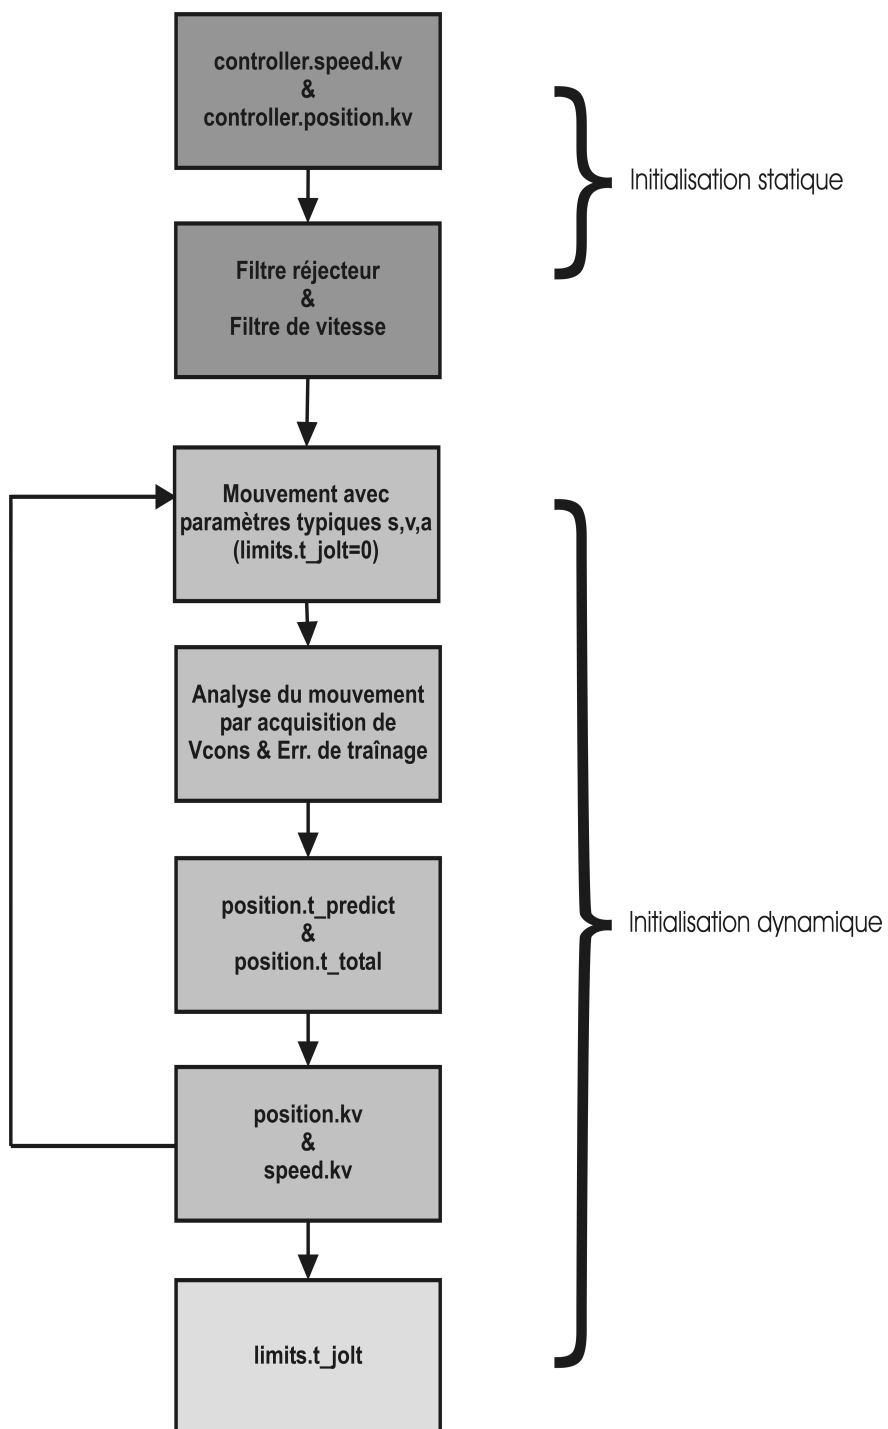 controller.speed.kv
&
controller.position.kv
Initialisation statique
Filtre réjecteur
&
Filtre de vitesse
Mouvement avec
paramètres typiques s,v,a
(limits.t_jolt=0)
Analyse du mouvement
par acquisition de
Vcons & Err. de traînage
position.t_predict
&
position.t_total
Initialisation dynamique
position.kv
&
speed.kv
limits.t_jolt